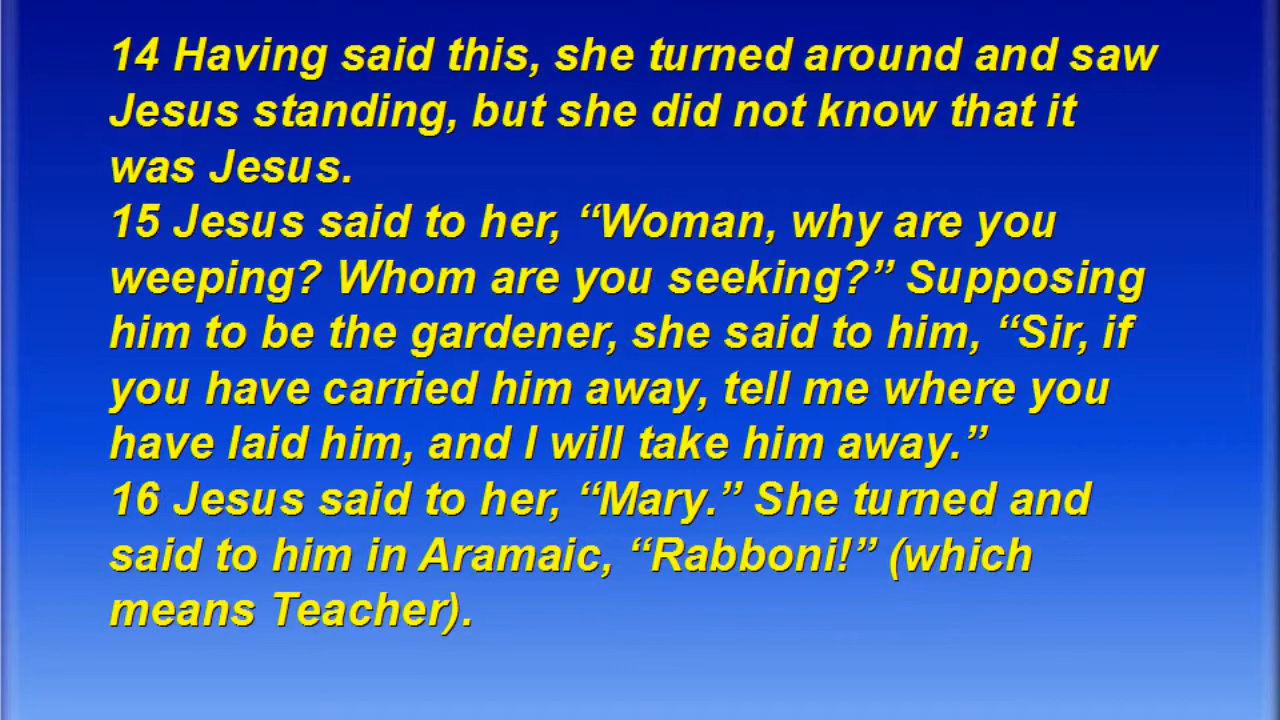 14 Having said this, she turned around and saw
Jesus standing, but she did not know that it
was Jesus.
15 Jesus said to her, “Woman, why are you
weeping? Whom are you seeking?” Supposing
him to be the gardener, she said to him, “Sir, if
you have carried him away, tell me where you
have laid him, and I will take him away.”
16 Jesus said to her, “Mary.” She turned and
said to him in Aramaic, “Rabboni!” (which
means Teacher).